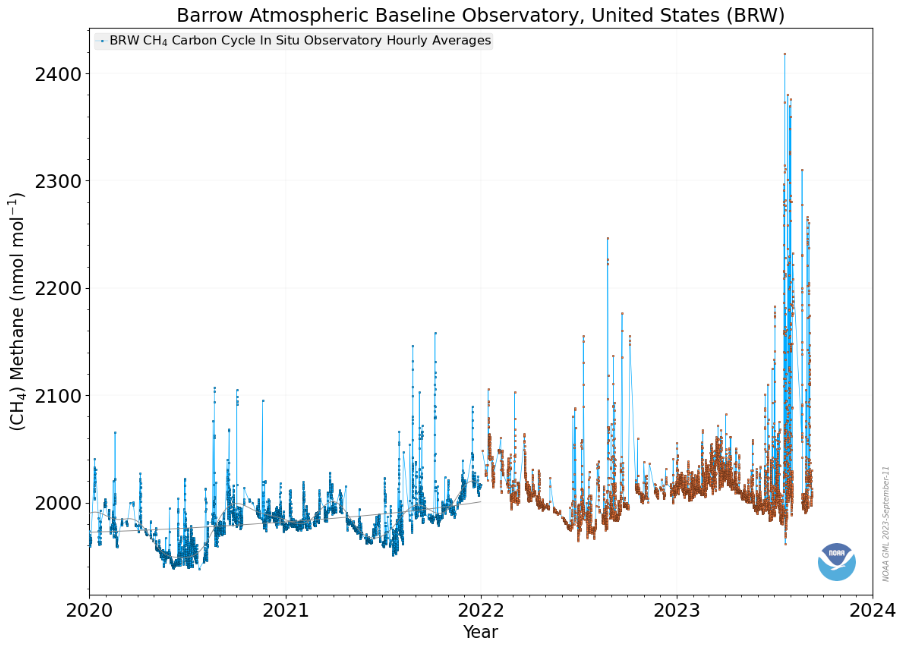 Barrow Atmospheric Baseline Observatory, United States (BRW)
BRW CH₄ Carbon Cycle In Situ Observatory Hourly Averages
(CH₄) Methane (nmol mol⁻¹)
2400
2300
2200
2100
2000
2020
2021
2022
2023
2024
Year
NOAA
NOAA GML 2023-September-11